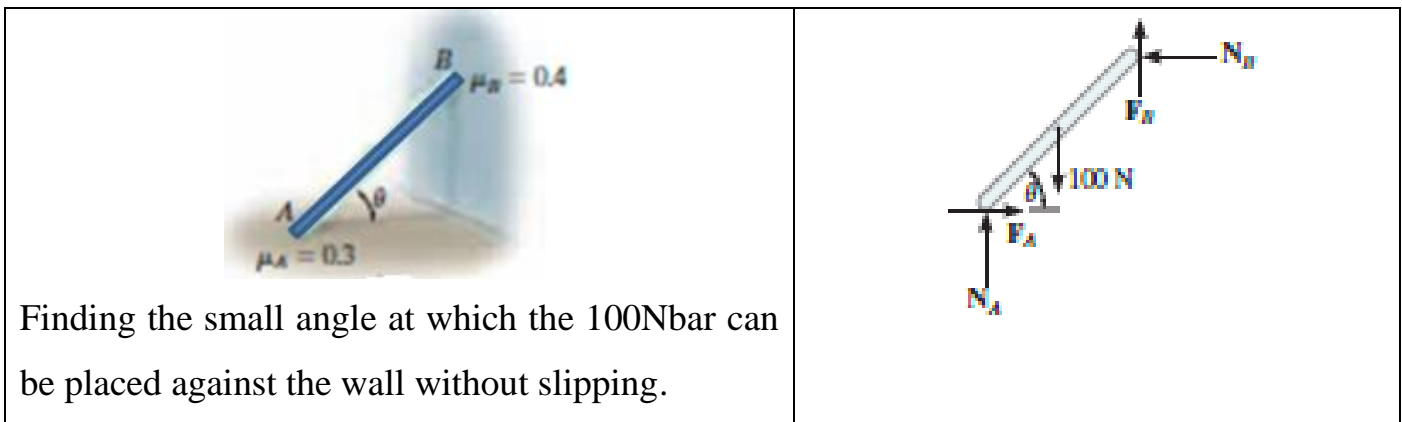 B
μB = 0.4
A
θ
μA = 0.3
Finding the small angle at which the 100Nbar can
be placed against the wall without slipping.
NB
FB
100 N
θ
FA
NA